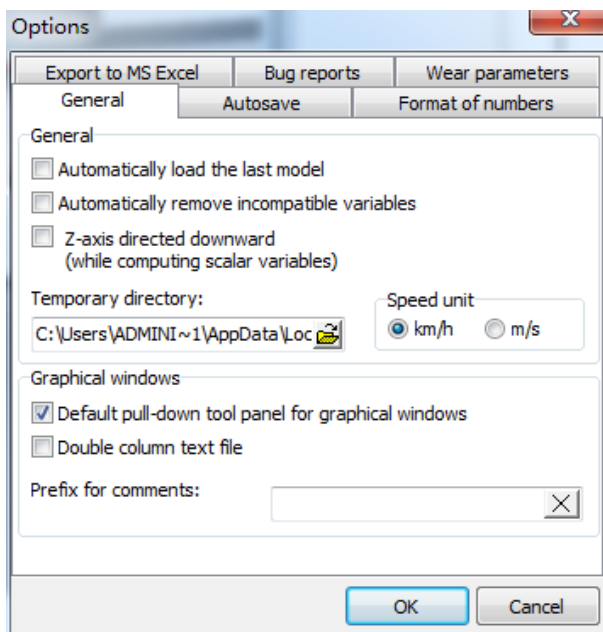 Options
Export to MS Excel
Bug reports
Wear parameters
General
Autosave
Format of numbers
General
Automatically load the last model
Automatically remove incompatible variables
Z-axis directed downward
(while computing scalar variables)
Temporary directory:
Speed unit
C:\Users\ADMINI~1\AppData\Loc
km/h
m/s
Graphical windows
Default pull-down tool panel for graphical windows
Double column text file
Prefix for comments:
OK
Cancel